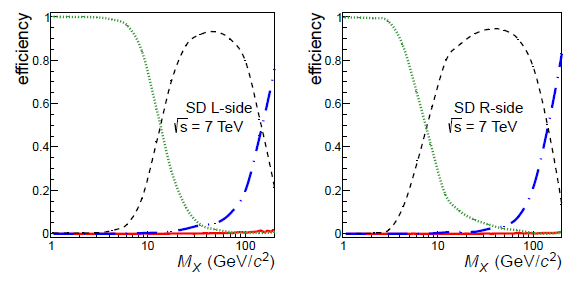 efficiency
1
0.8
0.6
0.4
0.2
0
SD L-side
√s = 7 TeV
1 10 100
M_X (GeV/c²)
efficiency
1
0.8
0.6
0.4
0.2
0
SD R-side
√s = 7 TeV
1 10 100
M_X (GeV/c²)